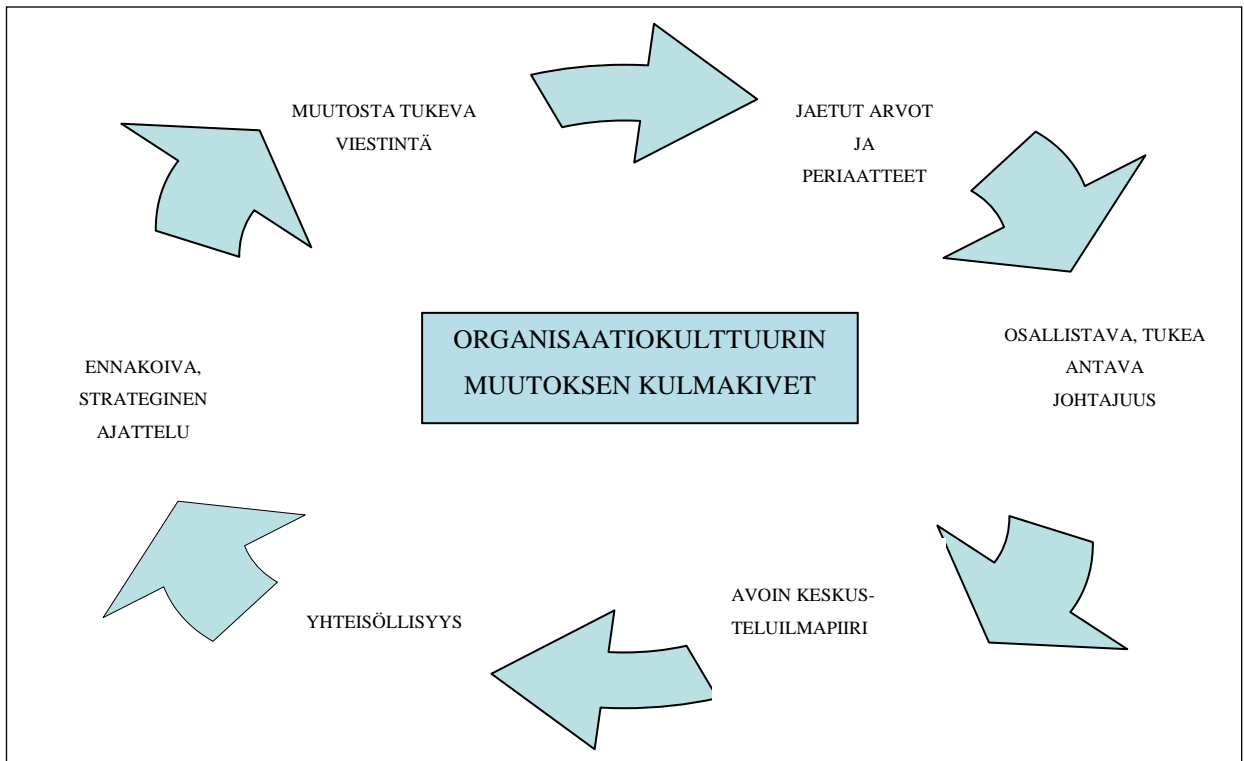 MUUTOSTA TUKEVA
VIESTINTÄ
JAETUT ARVOT
JA
PERIAATTEET
OSALLISTAVA, TUKEA
ANTAVA
JOHTAJUUS
ORGANISAATIOKULTTUURIN
MUUTOKSEN KULMAKIVET
ENNAKOIVA,
STRATEGINEN
AJATTELU
AVOIN KESKUS-
TELUILMAPIIRI
YHTEISÖLLISYYS